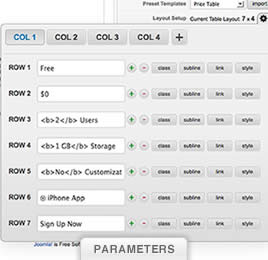 Preset Templates Prior Table import
Layout Setup Current Table Layout: 7 x 4
COL 1 COL 2 COL 3 COL 4 +
ROW 1 Free + - class subline link style
ROW 2 $0 + - class subline link style
ROW 3 <b>2</b> Users + - class subline link style
ROW 4 <b>1 GB</b> Storage + - class subline link style
ROW 5 <b>No</b> Customizat + - class subline link style
ROW 6 ◎ iPhone App + - class subline link style
ROW 7 Sign Up Now + - class subline link style
Joomla! is Free
PARAMETERS